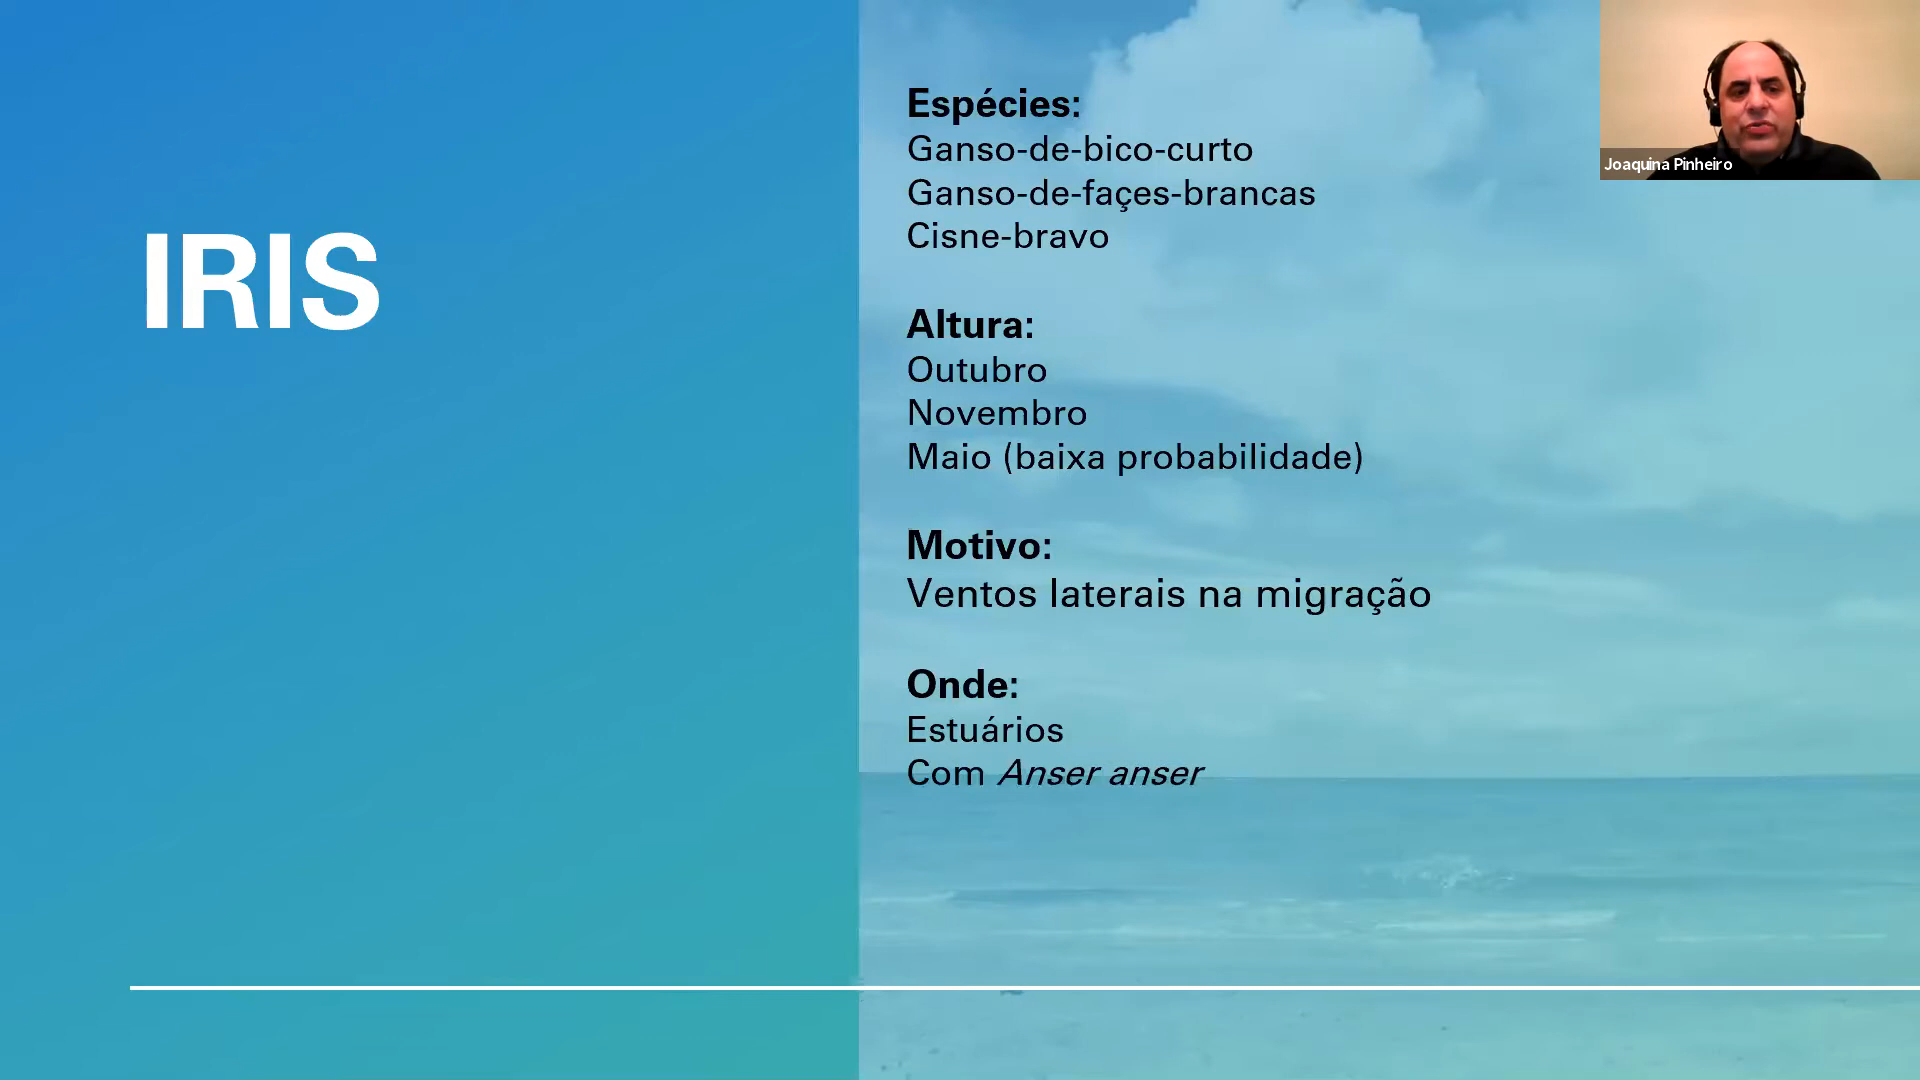 IRIS
Espécies:
Ganso-de-bico-curto
Ganso-de-façes-brancas
Cisne-bravo
Altura:
Outubro
Novembro
Maio (baixa probabilidade)
Motivo:
Ventos laterais na migração
Onde:
Estuários
Com Anser anser
Joaquina Pinheiro